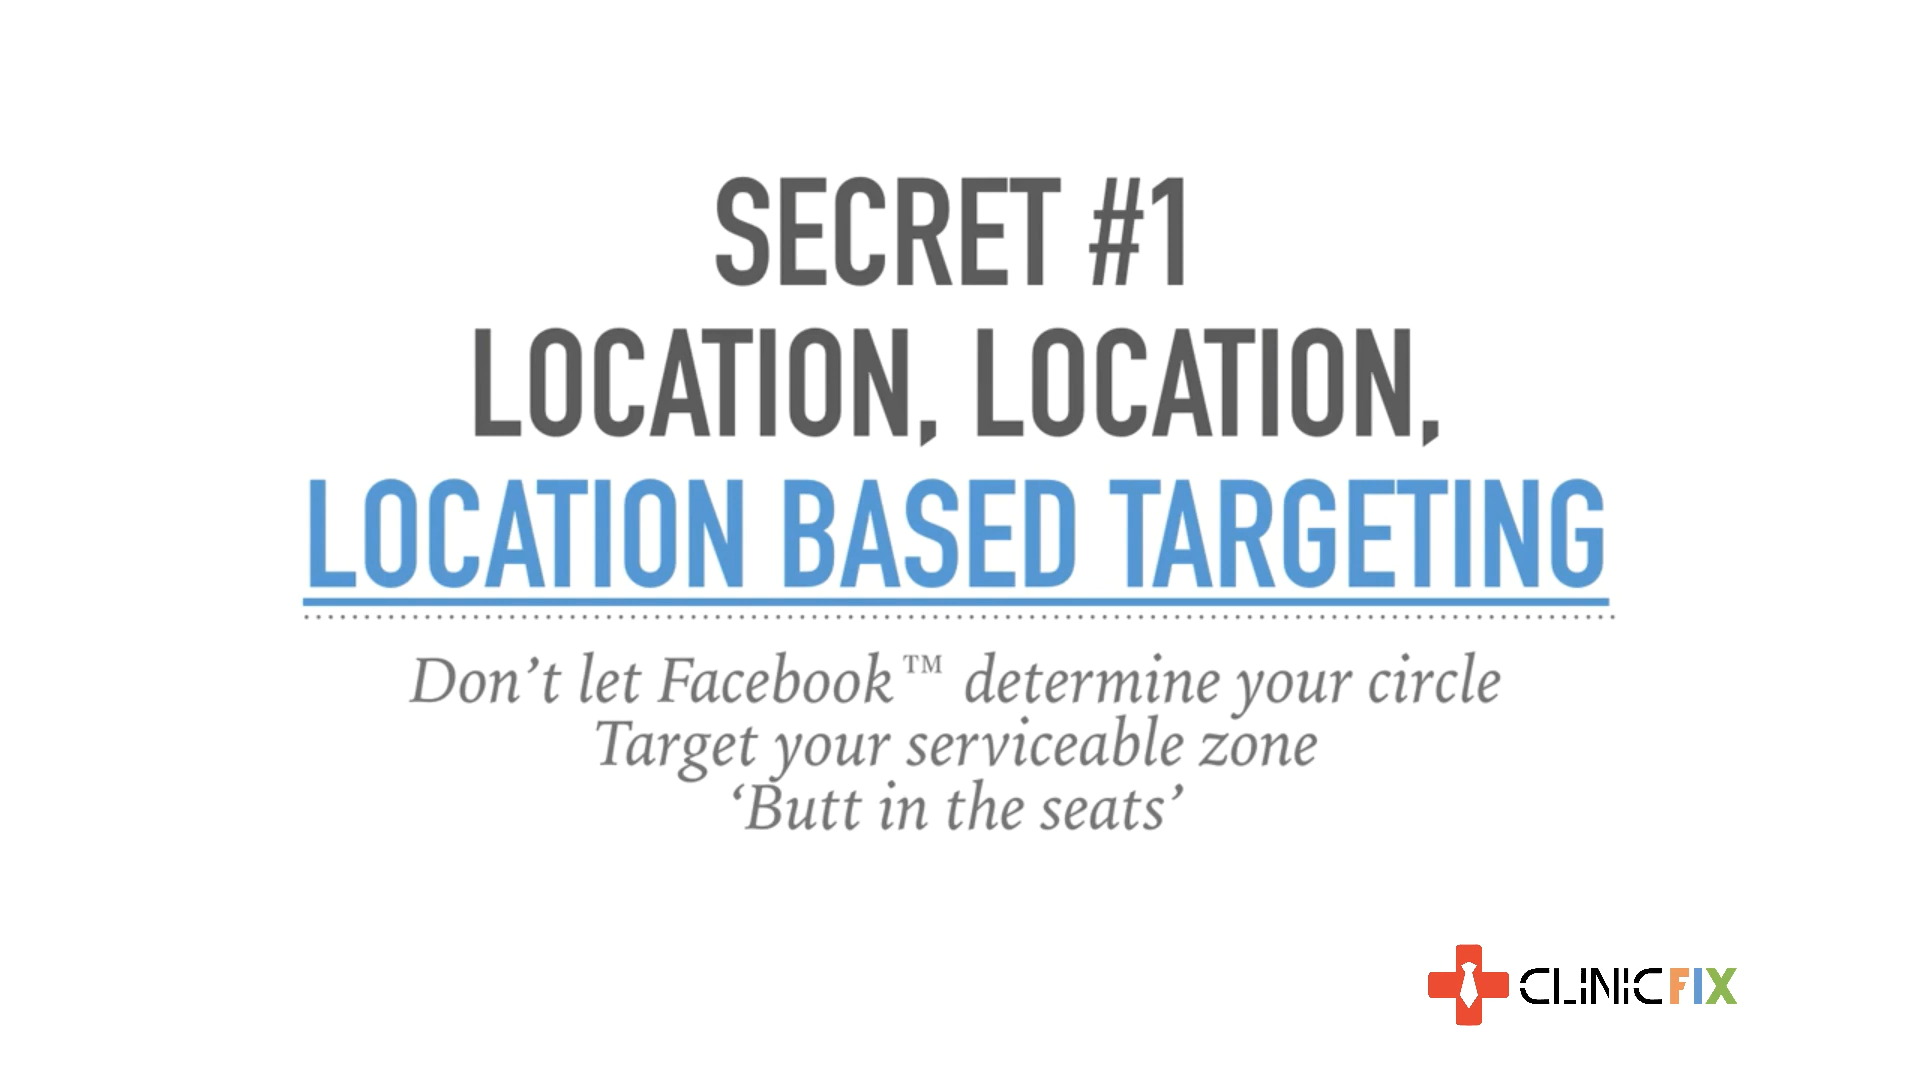 SECRET #1
LOCATION, LOCATION,
LOCATION BASED TARGETING
Don’t let Facebook™ determine your circle
Target your serviceable zone
‘Butt in the seats’
CLINICFIX